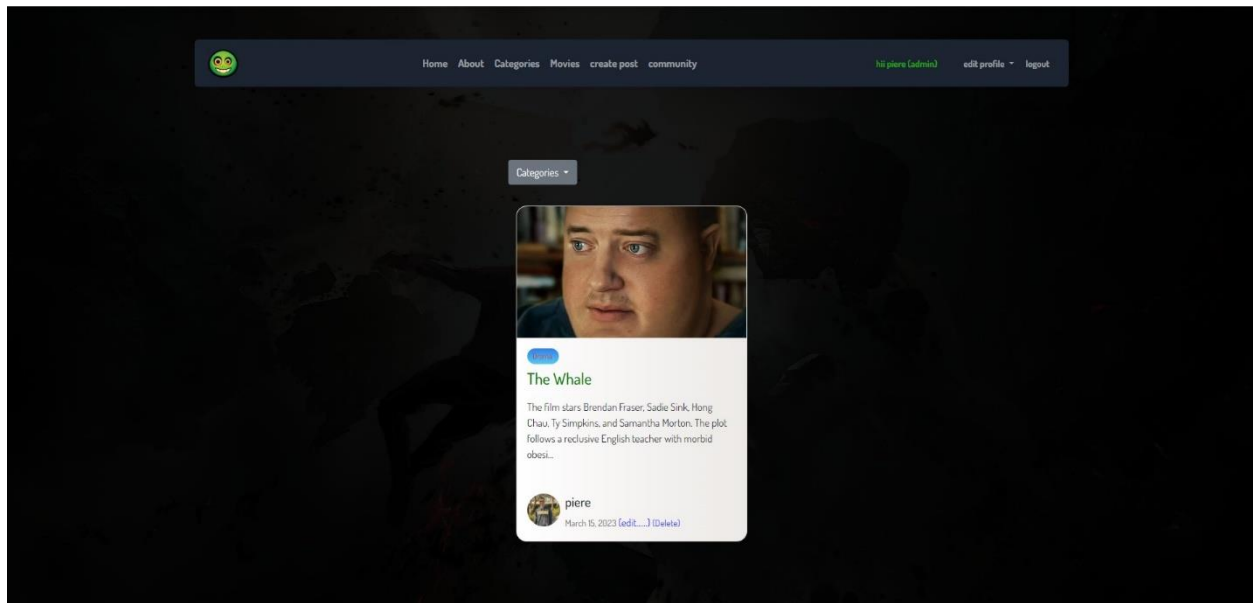 Home About Categories Movies create post community hii piere (admin) edit profile logout
Categories
The Whale
The film stars Brendan Fraser, Sadie Sink, Hong
Chau, Ty Simpkins, and Samantha Morton. The plot
follows a reclusive English teacher with morbid
obesi...
piere
March 15, 2023 (edit.....) (Delete)